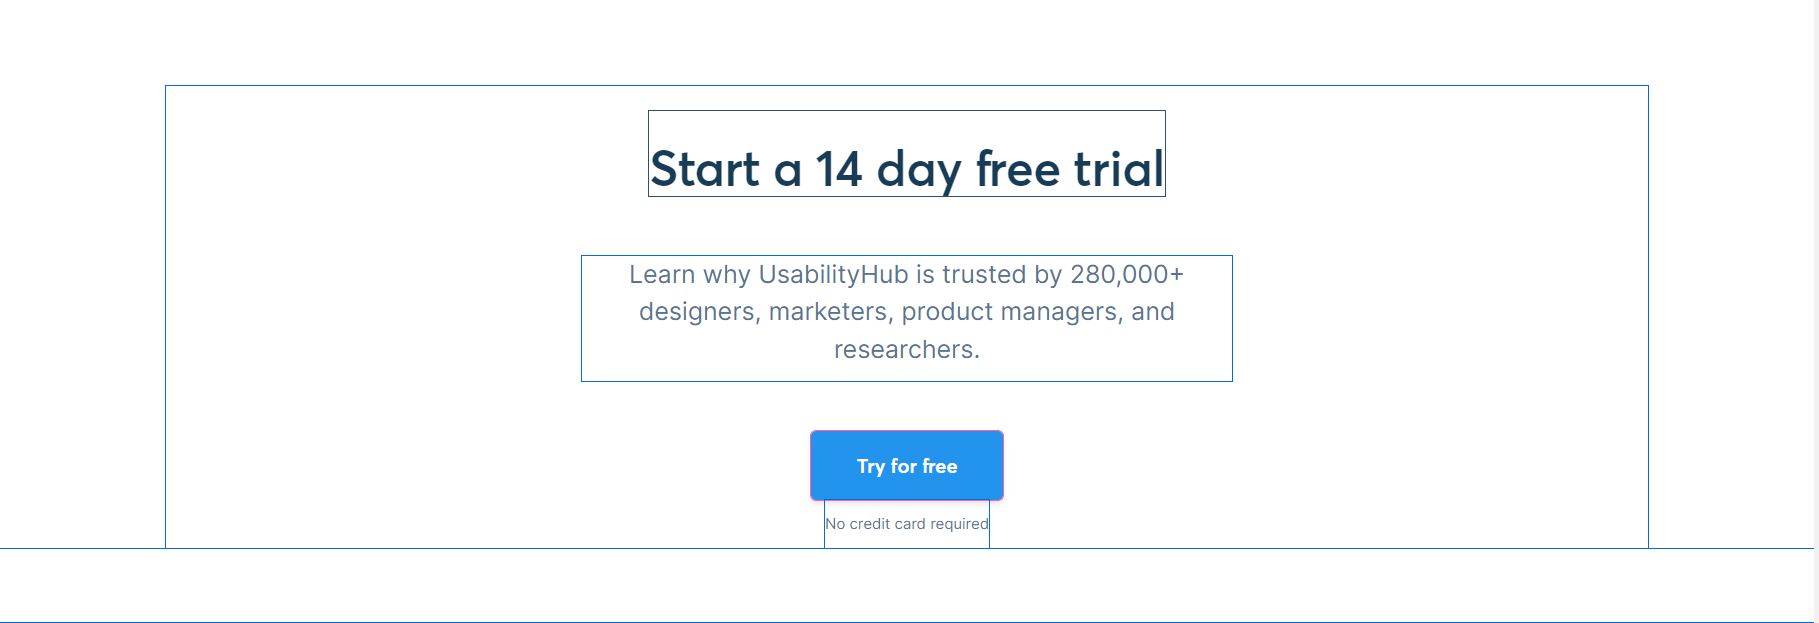 Start a 14 day free trial
Learn why UsabilityHub is trusted by 280,000+
designers, marketers, product managers, and
researchers.
Try for free
No credit card required